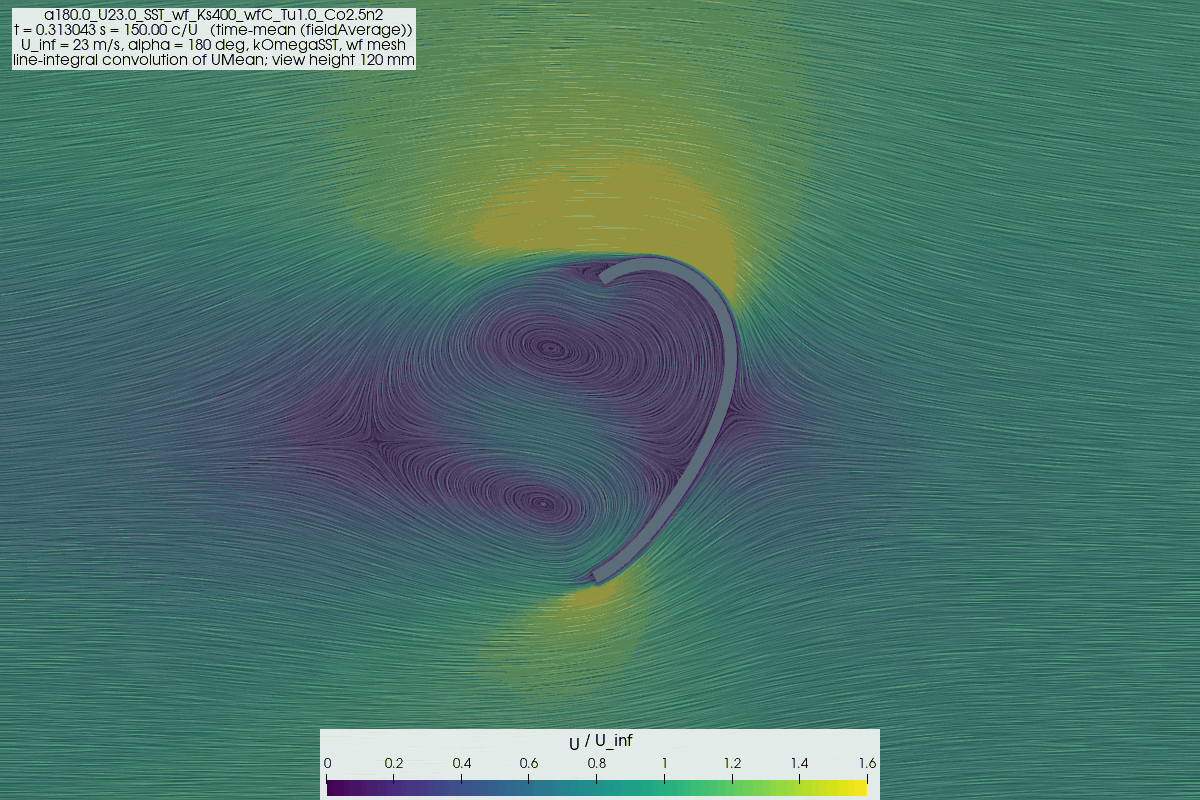 a180.0_U23.0_SST_wf_Ks400_wfC_Tu1.0_Co2.5n2
t = 0.313043 s = 150.00 c/U (time-mean (fieldAverage))
U_inf = 23 m/s, alpha = 180 deg, kOmegaSST, wf mesh
line-integral convolution of UMean; view height 120 mm
U / U_inf
0 0.2 0.4 0.6 0.8 1 1.2 1.4 1.6